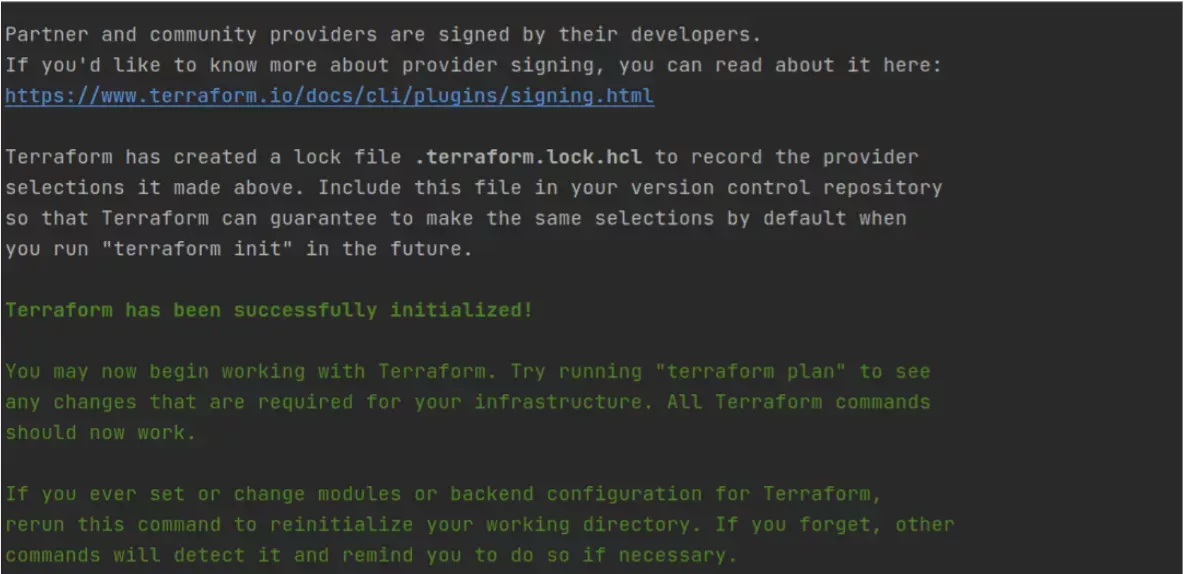 Partner and community providers are signed by their developers.
If you'd like to know more about provider signing, you can read about it here:
https://www.terraform.io/docs/cli/plugins/signing.html
Terraform has created a lock file .terraform.lock.hcl to record the provider
selections it made above. Include this file in your version control repository
so that Terraform can guarantee to make the same selections by default when
you run "terraform init" in the future.
Terraform has been successfully initialized!
You may now begin working with Terraform. Try running "terraform plan" to see
any changes that are required for your infrastructure. All Terraform commands
should now work.
If you ever set or change modules or backend configuration for Terraform,
rerun this command to reinitialize your working directory. If you forget, other
commands will detect it and remind you to do so if necessary.